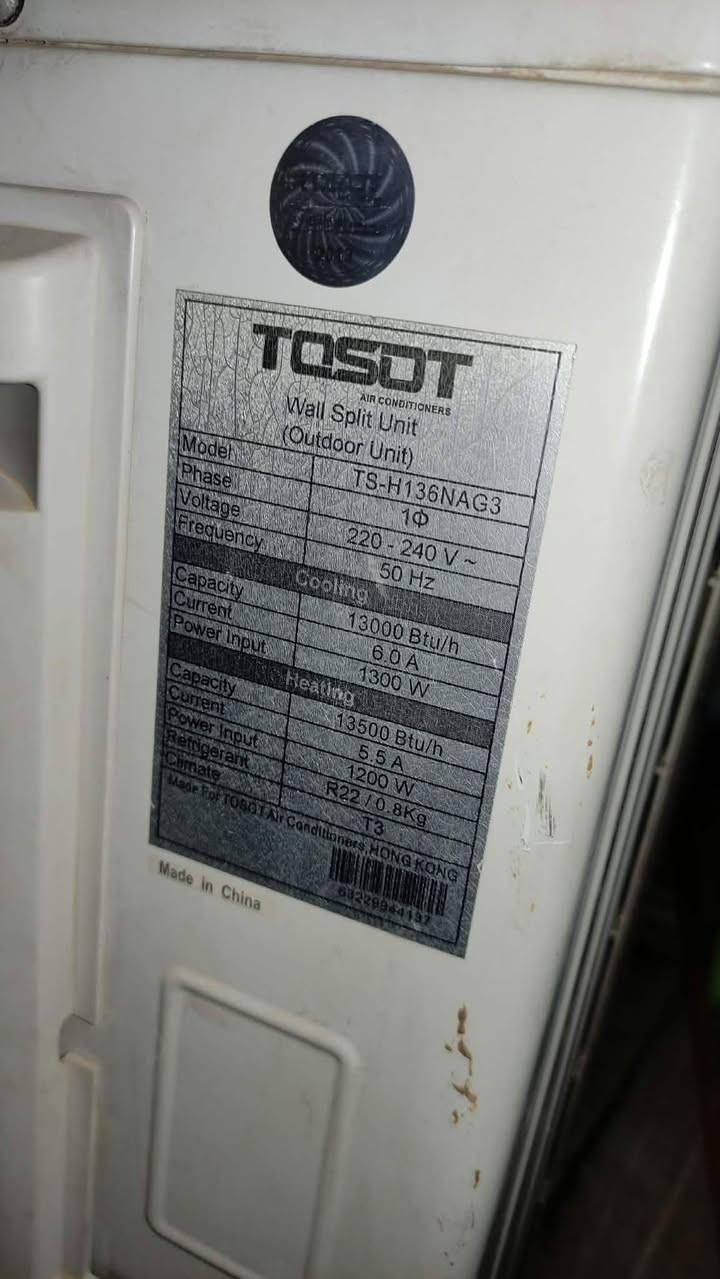 TOSOT
AIR CONDITIONERS
Wall Split Unit
(Outdoor Unit)
Model TS-H136NAG3
Phase 1Φ
Voltage 220 - 240 V ~
Frequency 50 Hz
Cooling
Capacity 13000 Btu/h
Current 6.0 A
Power Input 1300 W
Heating
Capacity 13500 Btu/h
Current 5.5 A
Power Input 1200 W
Refrigerant R22 / 0.8Kg
Climate T3
Made For TOSOT Air Conditioners, HONG KONG
Made in China